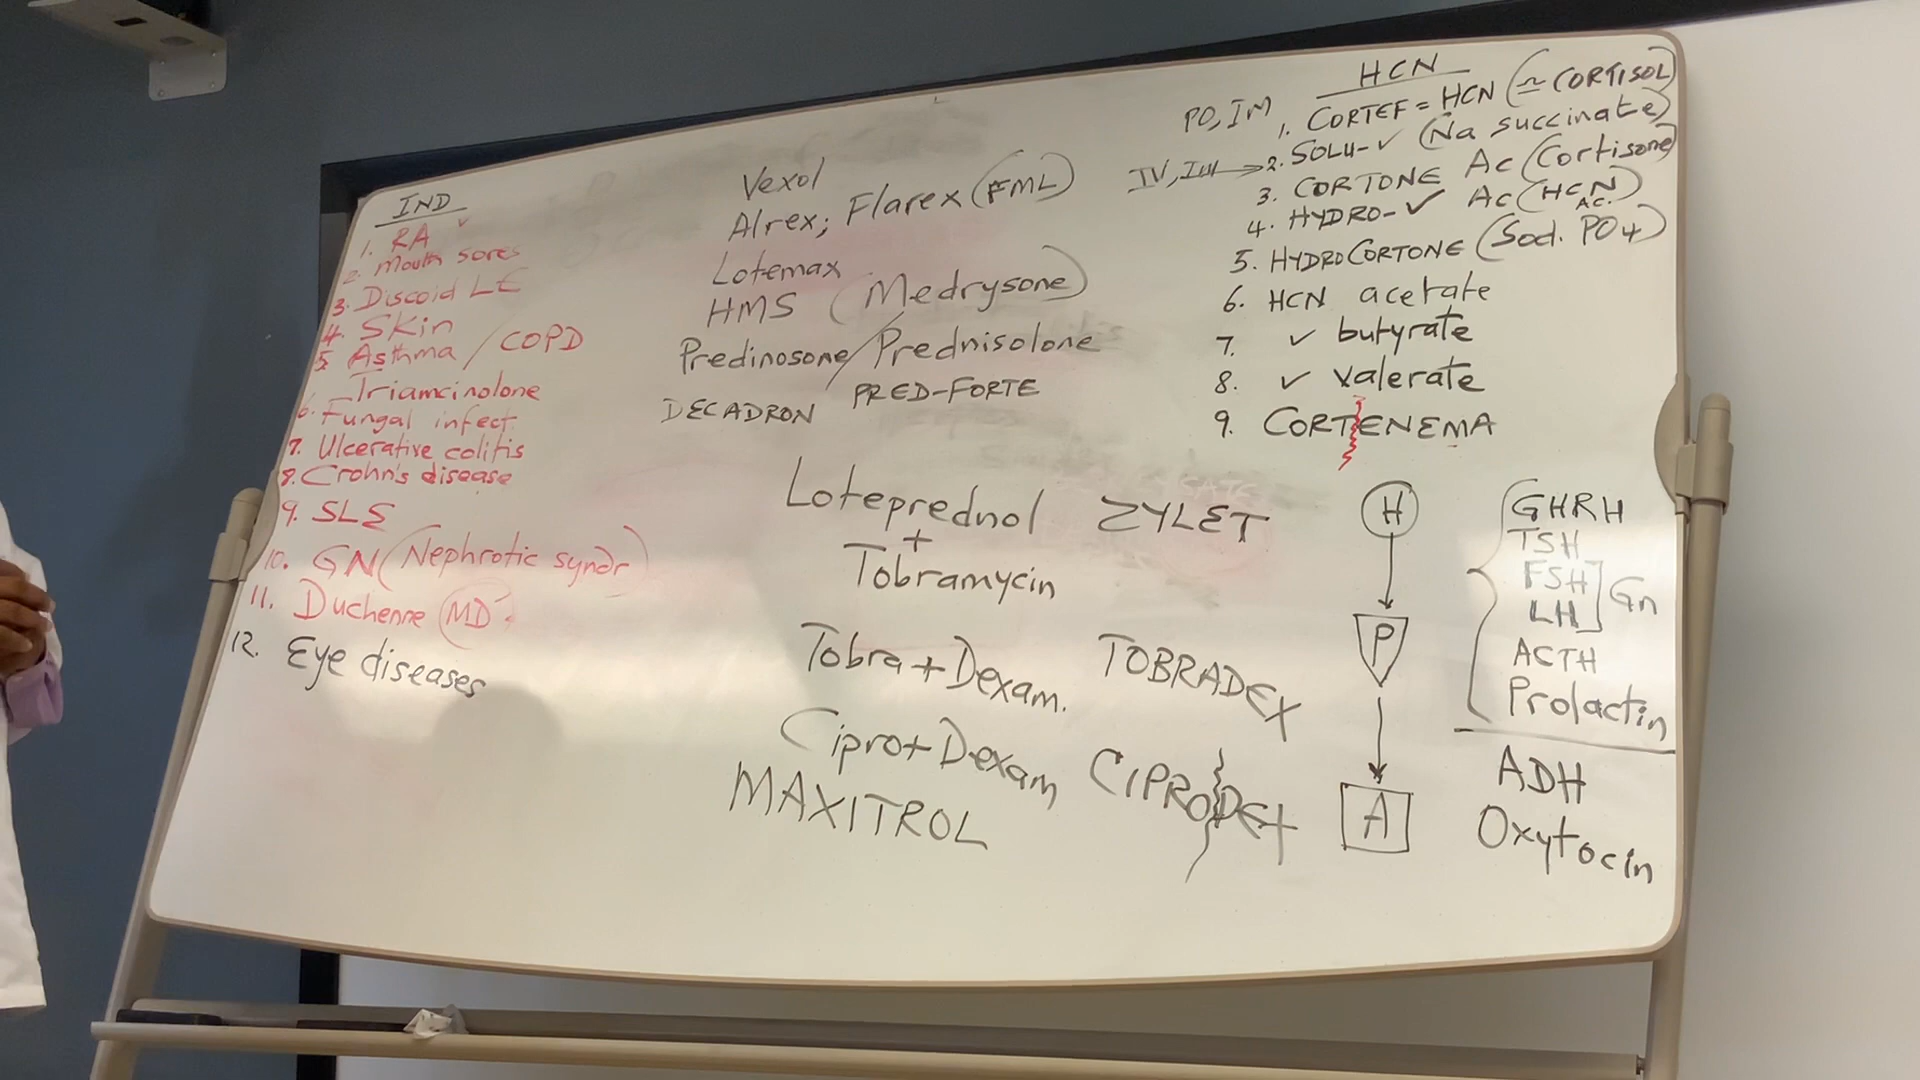 IND
1. RA
2. Mouth sores
3. Discoid LE
4. Skin
5. Asthma / COPD
Triamcinolone
6. Fungal infect.
7. Ulcerative colitis
8. Crohn's disease
9. SLE
10. GN (Nephrotic syndr)
11. Duchenne MD
12. Eye diseases
Vexol
Alrex; Flarex (FML)
Lotemax
HMS (Medrysone)
Predinosone / Prednisolone
DECADRON PRED-FORTE
Loteprednol ZYLET
+
Tobramycin
Tobra + Dexam. TOBRADEX
Cipro + Dexam CIPRODEX
MAXITROL
HCN
PO, IM 1. CORTEF = HCN (≃ CORTISOL)
IV, IM → 2. SOLU- ✓ (Na succinate)
3. CORTONE Ac (Cortisone)
4. HYDRO- ✓ Ac (HCN AC.)
5. HYDROCORTONE (Sod. PO4)
6. HCN acetate
7. ✓ butyrate
8. ✓ valerate
9. CORTENEMA
H
P
A
GHRH
TSH
FSH
LH
Gn
ACTH
Prolactin
ADH
Oxytocin